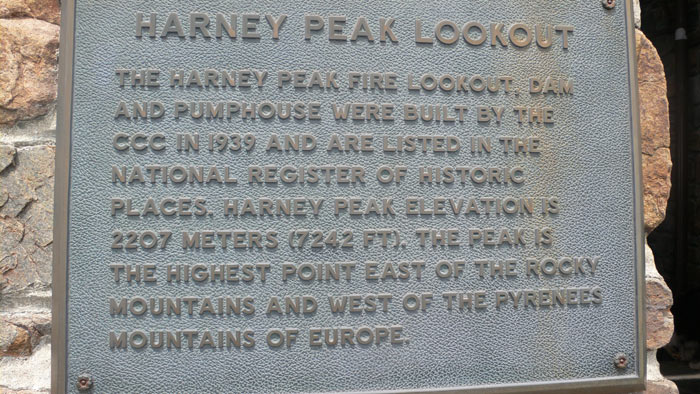 HARNEY PEAK LOOKOUT
THE HARNEY PEAK FIRE LOOKOUT, DAM
AND PUMPHOUSE WERE BUILT BY THE
CCC IN 1939 AND ARE LISTED IN THE
NATIONAL REGISTER OF HISTORIC
PLACES. HARNEY PEAK ELEVATION IS
2207 METERS (7242 FT). THE PEAK IS
THE HIGHEST POINT EAST OF THE ROCKY
MOUNTAINS AND WEST OF THE PYRENEES
MOUNTAINS OF EUROPE.